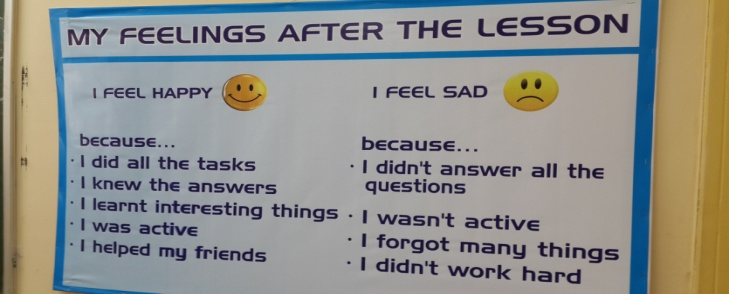 MY FEELINGS AFTER THE LESSON
I FEEL HAPPY
because...
· I did all the tasks
· I knew the answers
· I learnt interesting things
· I was active
· I helped my friends
I FEEL SAD
because...
· I didn't answer all the
questions
· I wasn't active
· I forgot many things
· I didn't work hard